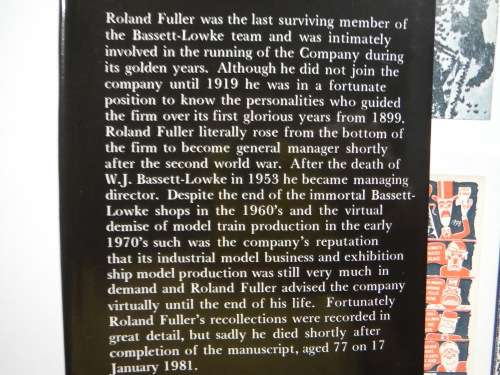 Roland Fuller was the last surviving member of
the Bassett-Lowke team and was intimately
involved in the running of the Company during
its golden years. Although he did not join the
company until 1919 he was in a fortunate
position to know the personalities who guided
the firm over its first glorious years from 1899.
Roland Fuller literally rose from the bottom of
the firm to become general manager shortly
after the second world war. After the death of
W.J. Bassett-Lowke in 1953 he became managing
director. Despite the end of the immortal Bassett-
Lowke shops in the 1960's and the virtual
demise of model train production in the early
1970's such was the company's reputation
that its industrial model business and exhibition
ship model production was still very much in
demand and Roland Fuller advised the company
virtually until the end of his life. Fortunately
Roland Fuller's recollections were recorded in
great detail, but sadly he died shortly after
completion of the manuscript, aged 77 on 17
January 1981.